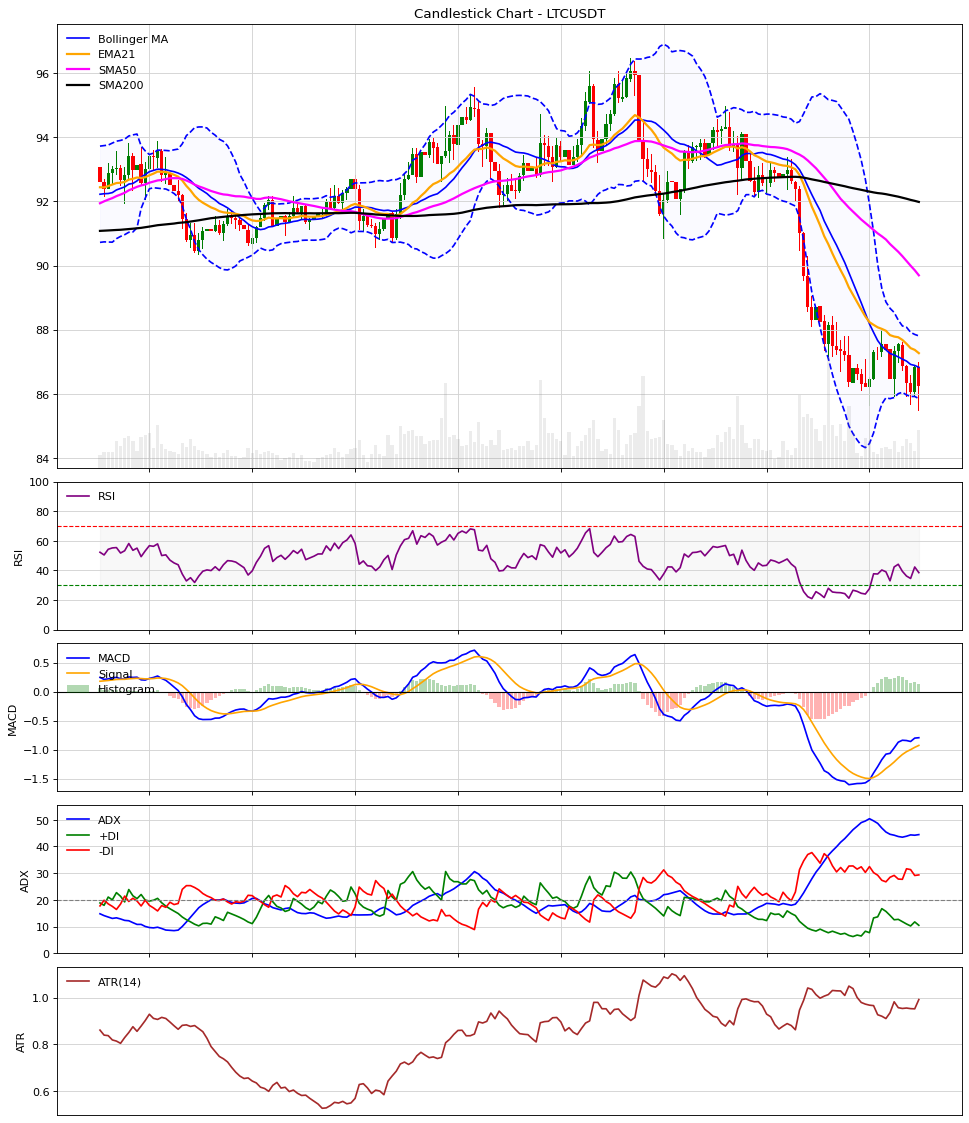 Candlestick Chart - LTCUSDT
Bollinger MA
EMA21
SMA50
SMA200
96
94
92
90
88
86
84
RSI
100
80
60
40
20
0
RSI
MACD
Signal
Histogram
0.5
0.0
−0.5
−1.0
−1.5
MACD
ADX
+DI
-DI
50
40
30
20
10
0
ADX
ATR(14)
1.0
0.8
0.6
ATR